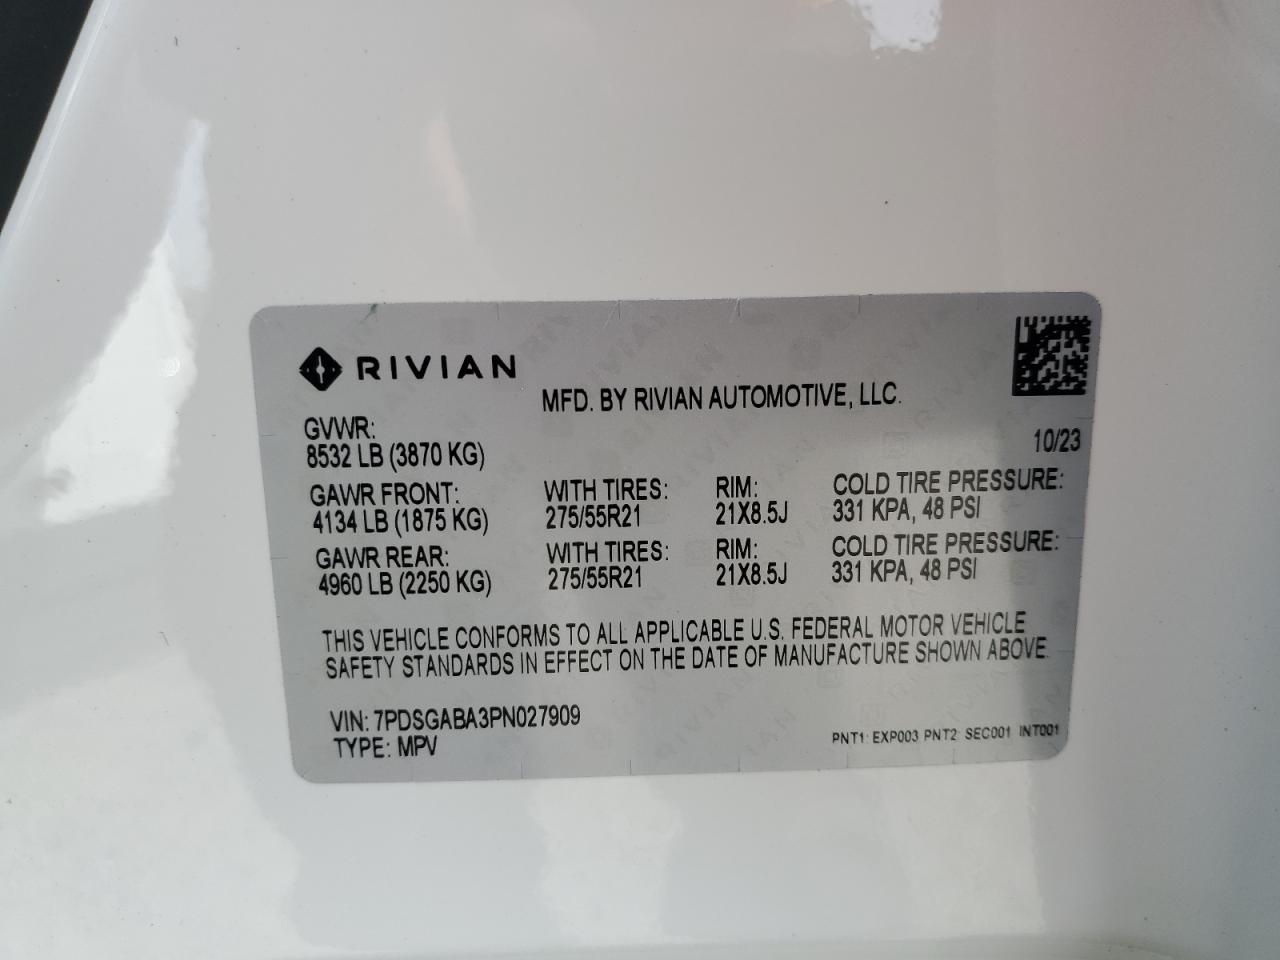 RIVIAN
MFD. BY RIVIAN AUTOMOTIVE, LLC.
10/23
GVWR:
8532 LB (3870 KG)
GAWR FRONT: WITH TIRES: RIM: COLD TIRE PRESSURE:
4134 LB (1875 KG) 275/55R21 21X8.5J 331 KPA, 48 PSI
GAWR REAR: WITH TIRES: RIM: COLD TIRE PRESSURE:
4960 LB (2250 KG) 275/55R21 21X8.5J 331 KPA, 48 PSI
THIS VEHICLE CONFORMS TO ALL APPLICABLE U.S. FEDERAL MOTOR VEHICLE
SAFETY STANDARDS IN EFFECT ON THE DATE OF MANUFACTURE SHOWN ABOVE.
VIN: 7PDSGABA3PN027909
TYPE: MPV
PNT1: EXP003 PNT2: SEC001 INT001